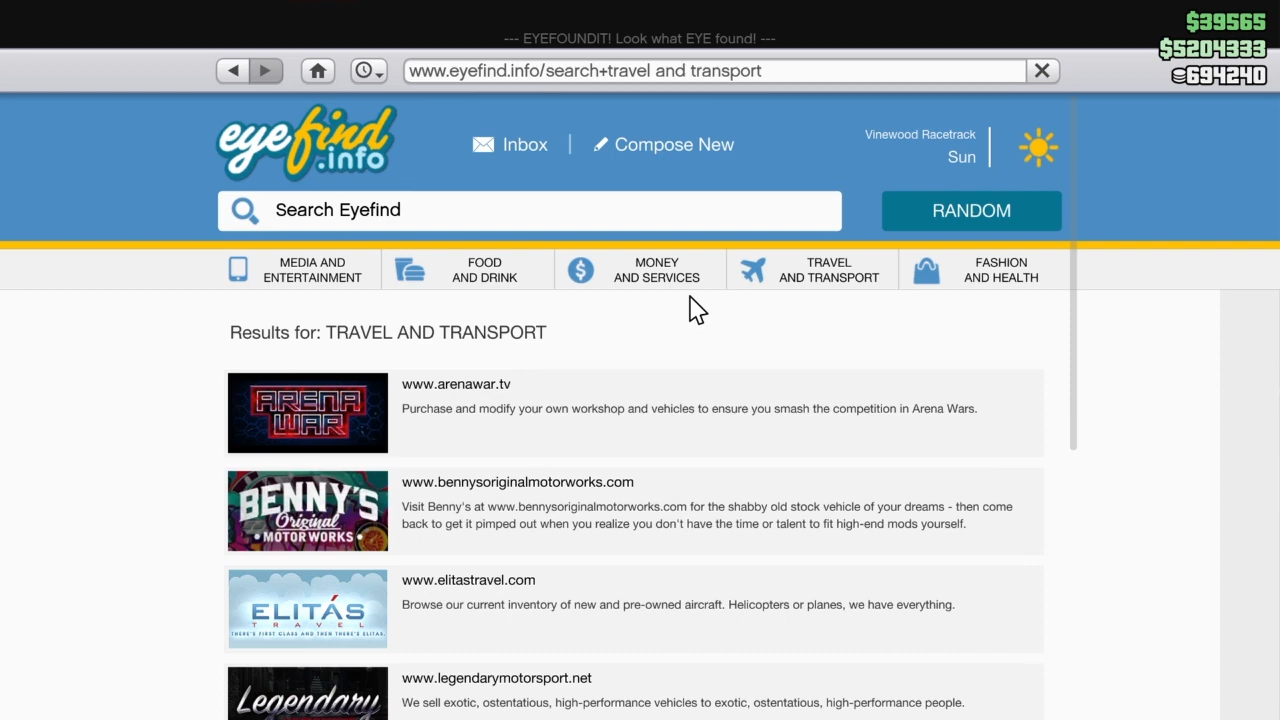 --- EYEFOUNDIT! Look what EYE found! ---
$39565
$5204333
694240
www.eyefind.info/search+travel and transport
eyefind
.info
Inbox
Compose New
Vinewood Racetrack
Sun
Search Eyefind
RANDOM
MEDIA AND
ENTERTAINMENT
FOOD
AND DRINK
MONEY
AND SERVICES
TRAVEL
AND TRANSPORT
FASHION
AND HEALTH
Results for: TRAVEL AND TRANSPORT
ARENA
WAR
www.arenawar.tv
Purchase and modify your own workshop and vehicles to ensure you smash the competition in Arena Wars.
BENNY'S
Original
MOTOR WORKS
www.bennysoriginalmotorworks.com
Visit Benny's at www.bennysoriginalmotorworks.com for the shabby old stock vehicle of your dreams - then come
back to get it pimped out when you realize you don't have the time or talent to fit high-end mods yourself.
ELITÁS
TRAVEL
THERE'S FIRST CLASS AND THEN THERE'S ELITAS.
www.elitastravel.com
Browse our current inventory of new and pre-owned aircraft. Helicopters or planes, we have everything.
Legendary
www.legendarymotorsport.net
We sell exotic, ostentatious, high-performance vehicles to exotic, ostentatious, high-performance people.